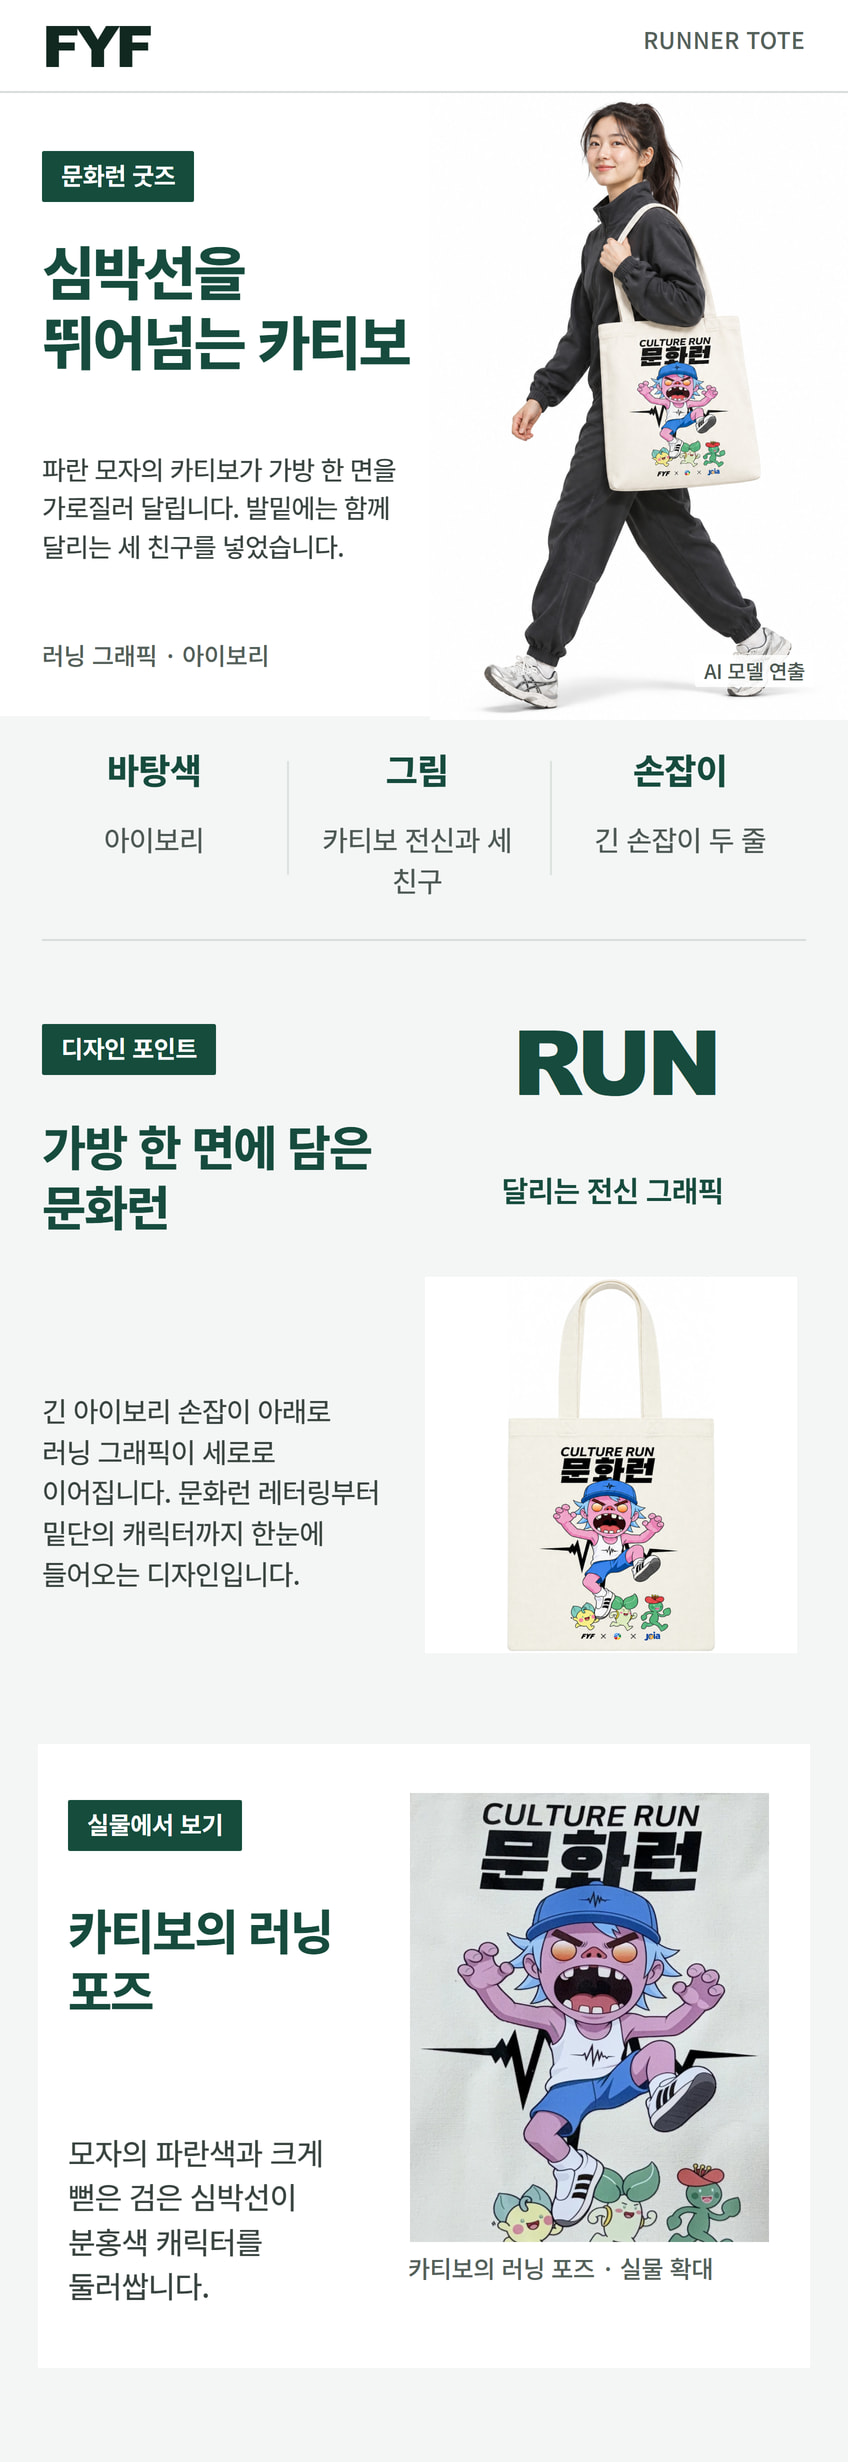 FYF
RUNNER TOTE
문화런 굿즈
심박선을
뛰어넘는 카티보
파란 모자의 카티보가 가방 한 면을
가로질러 달립니다. 발밑에는 함께
달리는 세 친구를 넣었습니다.
러닝 그래픽 · 아이보리
CULTURE RUN
문화런
FYF × × joia
AI 모델 연출
바탕색
그림
손잡이
아이보리
카티보 전신과 세
친구
긴 손잡이 두 줄
디자인 포인트
가방 한 면에 담은
문화런
RUN
달리는 전신 그래픽
긴 아이보리 손잡이 아래로
러닝 그래픽이 세로로
이어집니다. 문화런 레터링부터
밑단의 캐릭터까지 한눈에
들어오는 디자인입니다.
CULTURE RUN
문화런
FYF × × joia
실물에서 보기
카티보의 러닝
포즈
모자의 파란색과 크게
뻗은 검은 심박선이
분홍색 캐릭터를
둘러쌉니다.
CULTURE RUN
문화런
카티보의 러닝 포즈 · 실물 확대